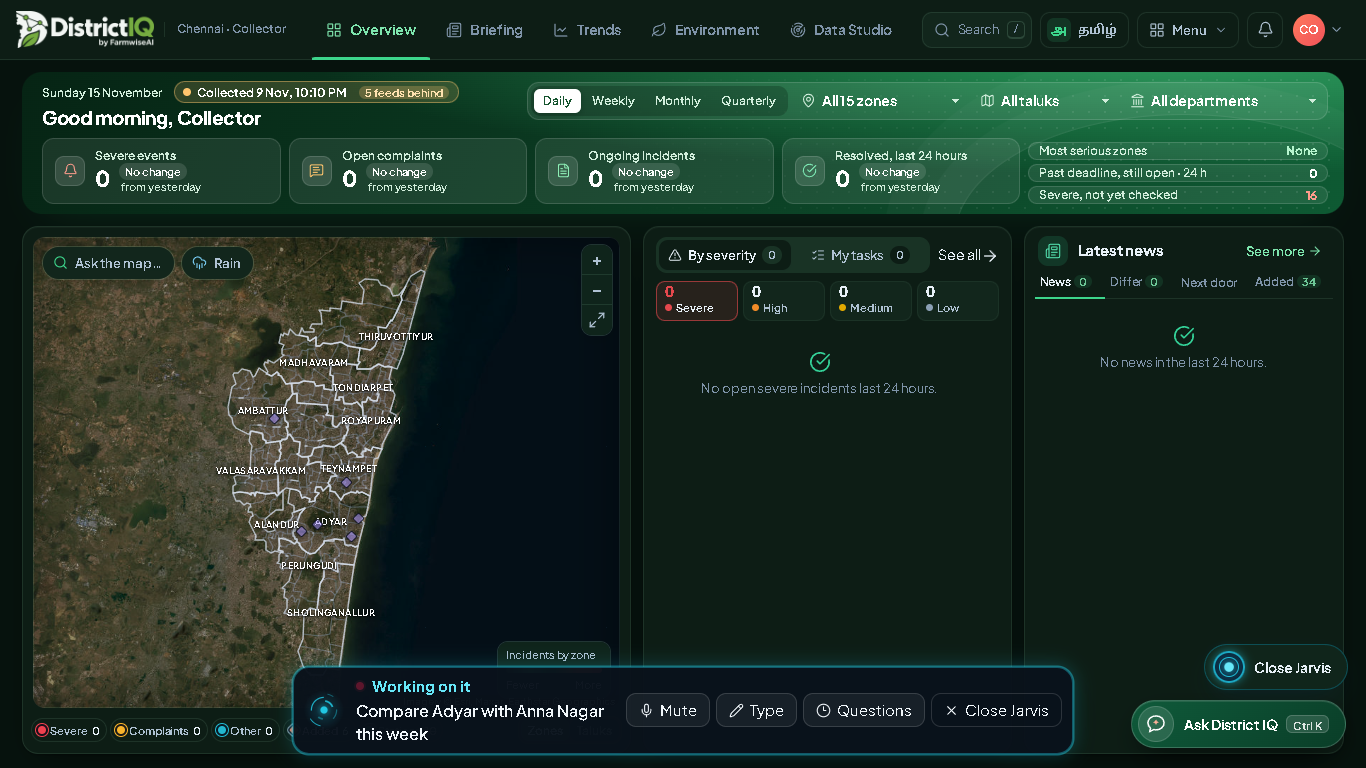 DistrictIQ
by FarmwiseAI
Chennai · Collector
Overview
Briefing
Trends
Environment
Data Studio
Search /
அ தமிழ்
Menu
CO
Sunday 15 November
Collected 9 Nov, 10:10 PM 5 feeds behind
Good morning, Collector
Daily Weekly Monthly Quarterly
All 15 zones
All taluks
All departments
Severe events
0 No change
from yesterday
Open complaints
0 No change
from yesterday
Ongoing incidents
0 No change
from yesterday
Resolved, last 24 hours
0 No change
from yesterday
Most serious zones None
Past deadline, still open · 24 h 0
Severe, not yet checked 16
Ask the map...
Rain
+
−
THIRUVOTTIYUR
MADHAVARAM
TONDIARPET
AMBATTUR
ROYAPURAM
VALASARAVAKKAM
TEYNAMPET
ALANDUR
ADYAR
PERUNGUDI
SHOLINGANALLUR
Incidents by zone
Severe 0
Complaints 0
Other 0
By severity 0
My tasks 0
See all →
0
Severe
0
High
0
Medium
0
Low
No open severe incidents last 24 hours.
Latest news
See more →
News 0
Differ 0
Next door
Added 34
No news in the last 24 hours.
Working on it
Compare Adyar with Anna Nagar
this week
Mute
Type
Questions
Close Jarvis
Close Jarvis
Ask District IQ Ctrl K